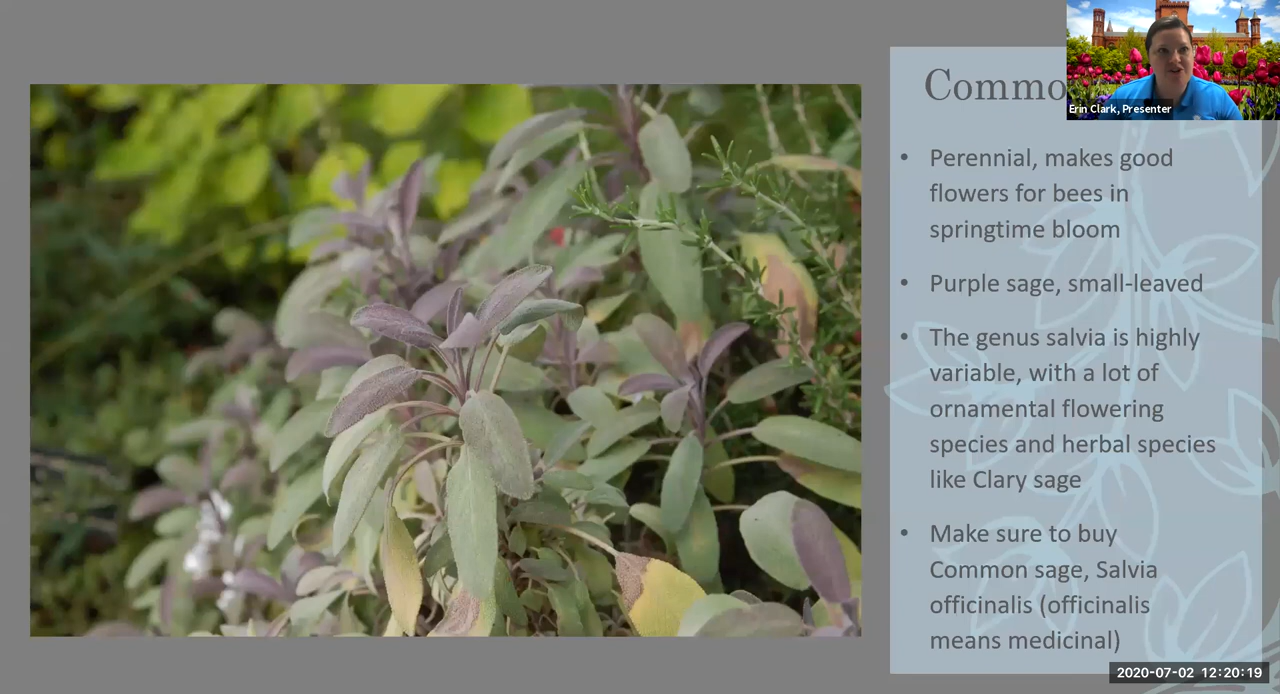 Commo
Erin Clark, Presenter
• Perennial, makes good
flowers for bees in
springtime bloom
• Purple sage, small-leaved
• The genus salvia is highly
variable, with a lot of
ornamental flowering
species and herbal species
like Clary sage
• Make sure to buy
Common sage, Salvia
officinalis (officinalis
means medicinal)
2020-07-02 12:20:19